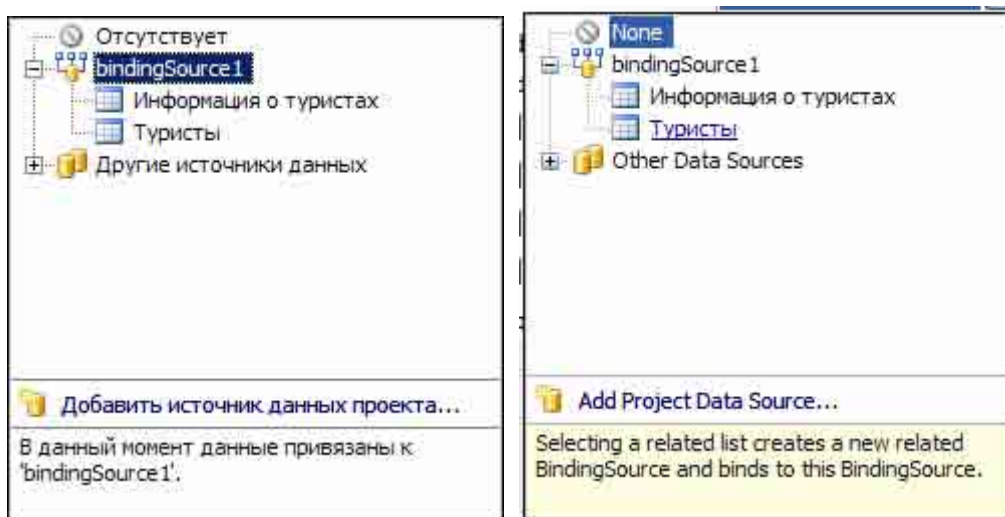 Отсутствует
bindingSource1
Информация о туристах
Туристы
Другие источники данных
Добавить источник данных проекта...
В данный момент данные привязаны к
'bindingSource1'.
None
bindingSource1
Информация о туристах
Туристы
Other Data Sources
Add Project Data Source...
Selecting a related list creates a new related
BindingSource and binds to this BindingSource.